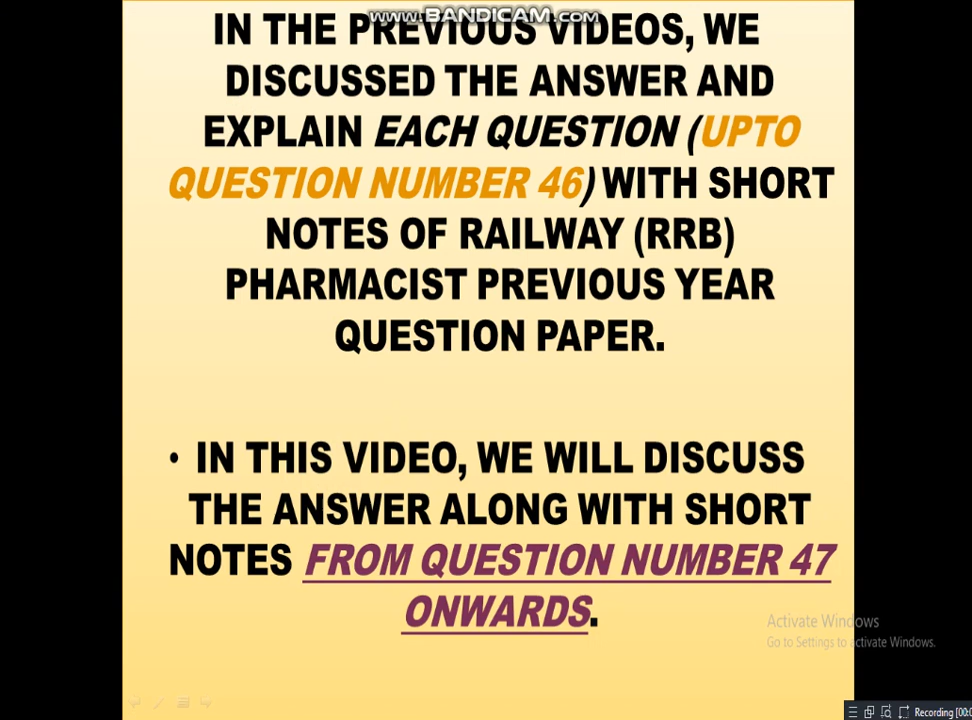 www.BANDICAM.com
IN THE PREVIOUS VIDEOS, WE
DISCUSSED THE ANSWER AND
EXPLAIN EACH QUESTION (UPTO
QUESTION NUMBER 46) WITH SHORT
NOTES OF RAILWAY (RRB)
PHARMACIST PREVIOUS YEAR
QUESTION PAPER.
• IN THIS VIDEO, WE WILL DISCUSS
THE ANSWER ALONG WITH SHORT
NOTES FROM QUESTION NUMBER 47
ONWARDS.
Activate Windows
Go to Settings to activate Windows.
Recording [00: